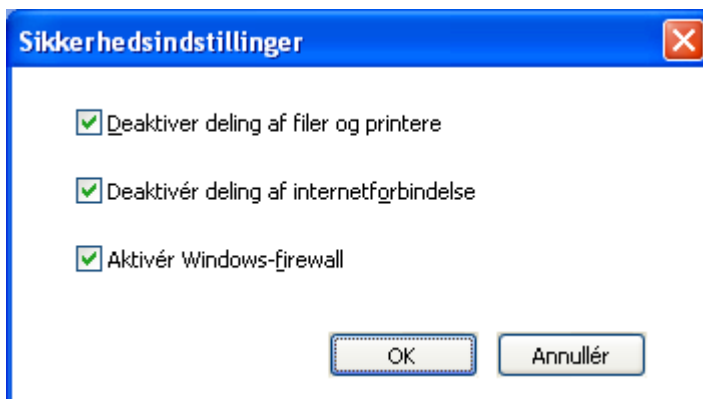 Sikkerhedsindstillinger
Deaktiver deling af filer og printere
Deaktivér deling af internetforbindelse
Aktivér Windows-firewall
OK Annullér